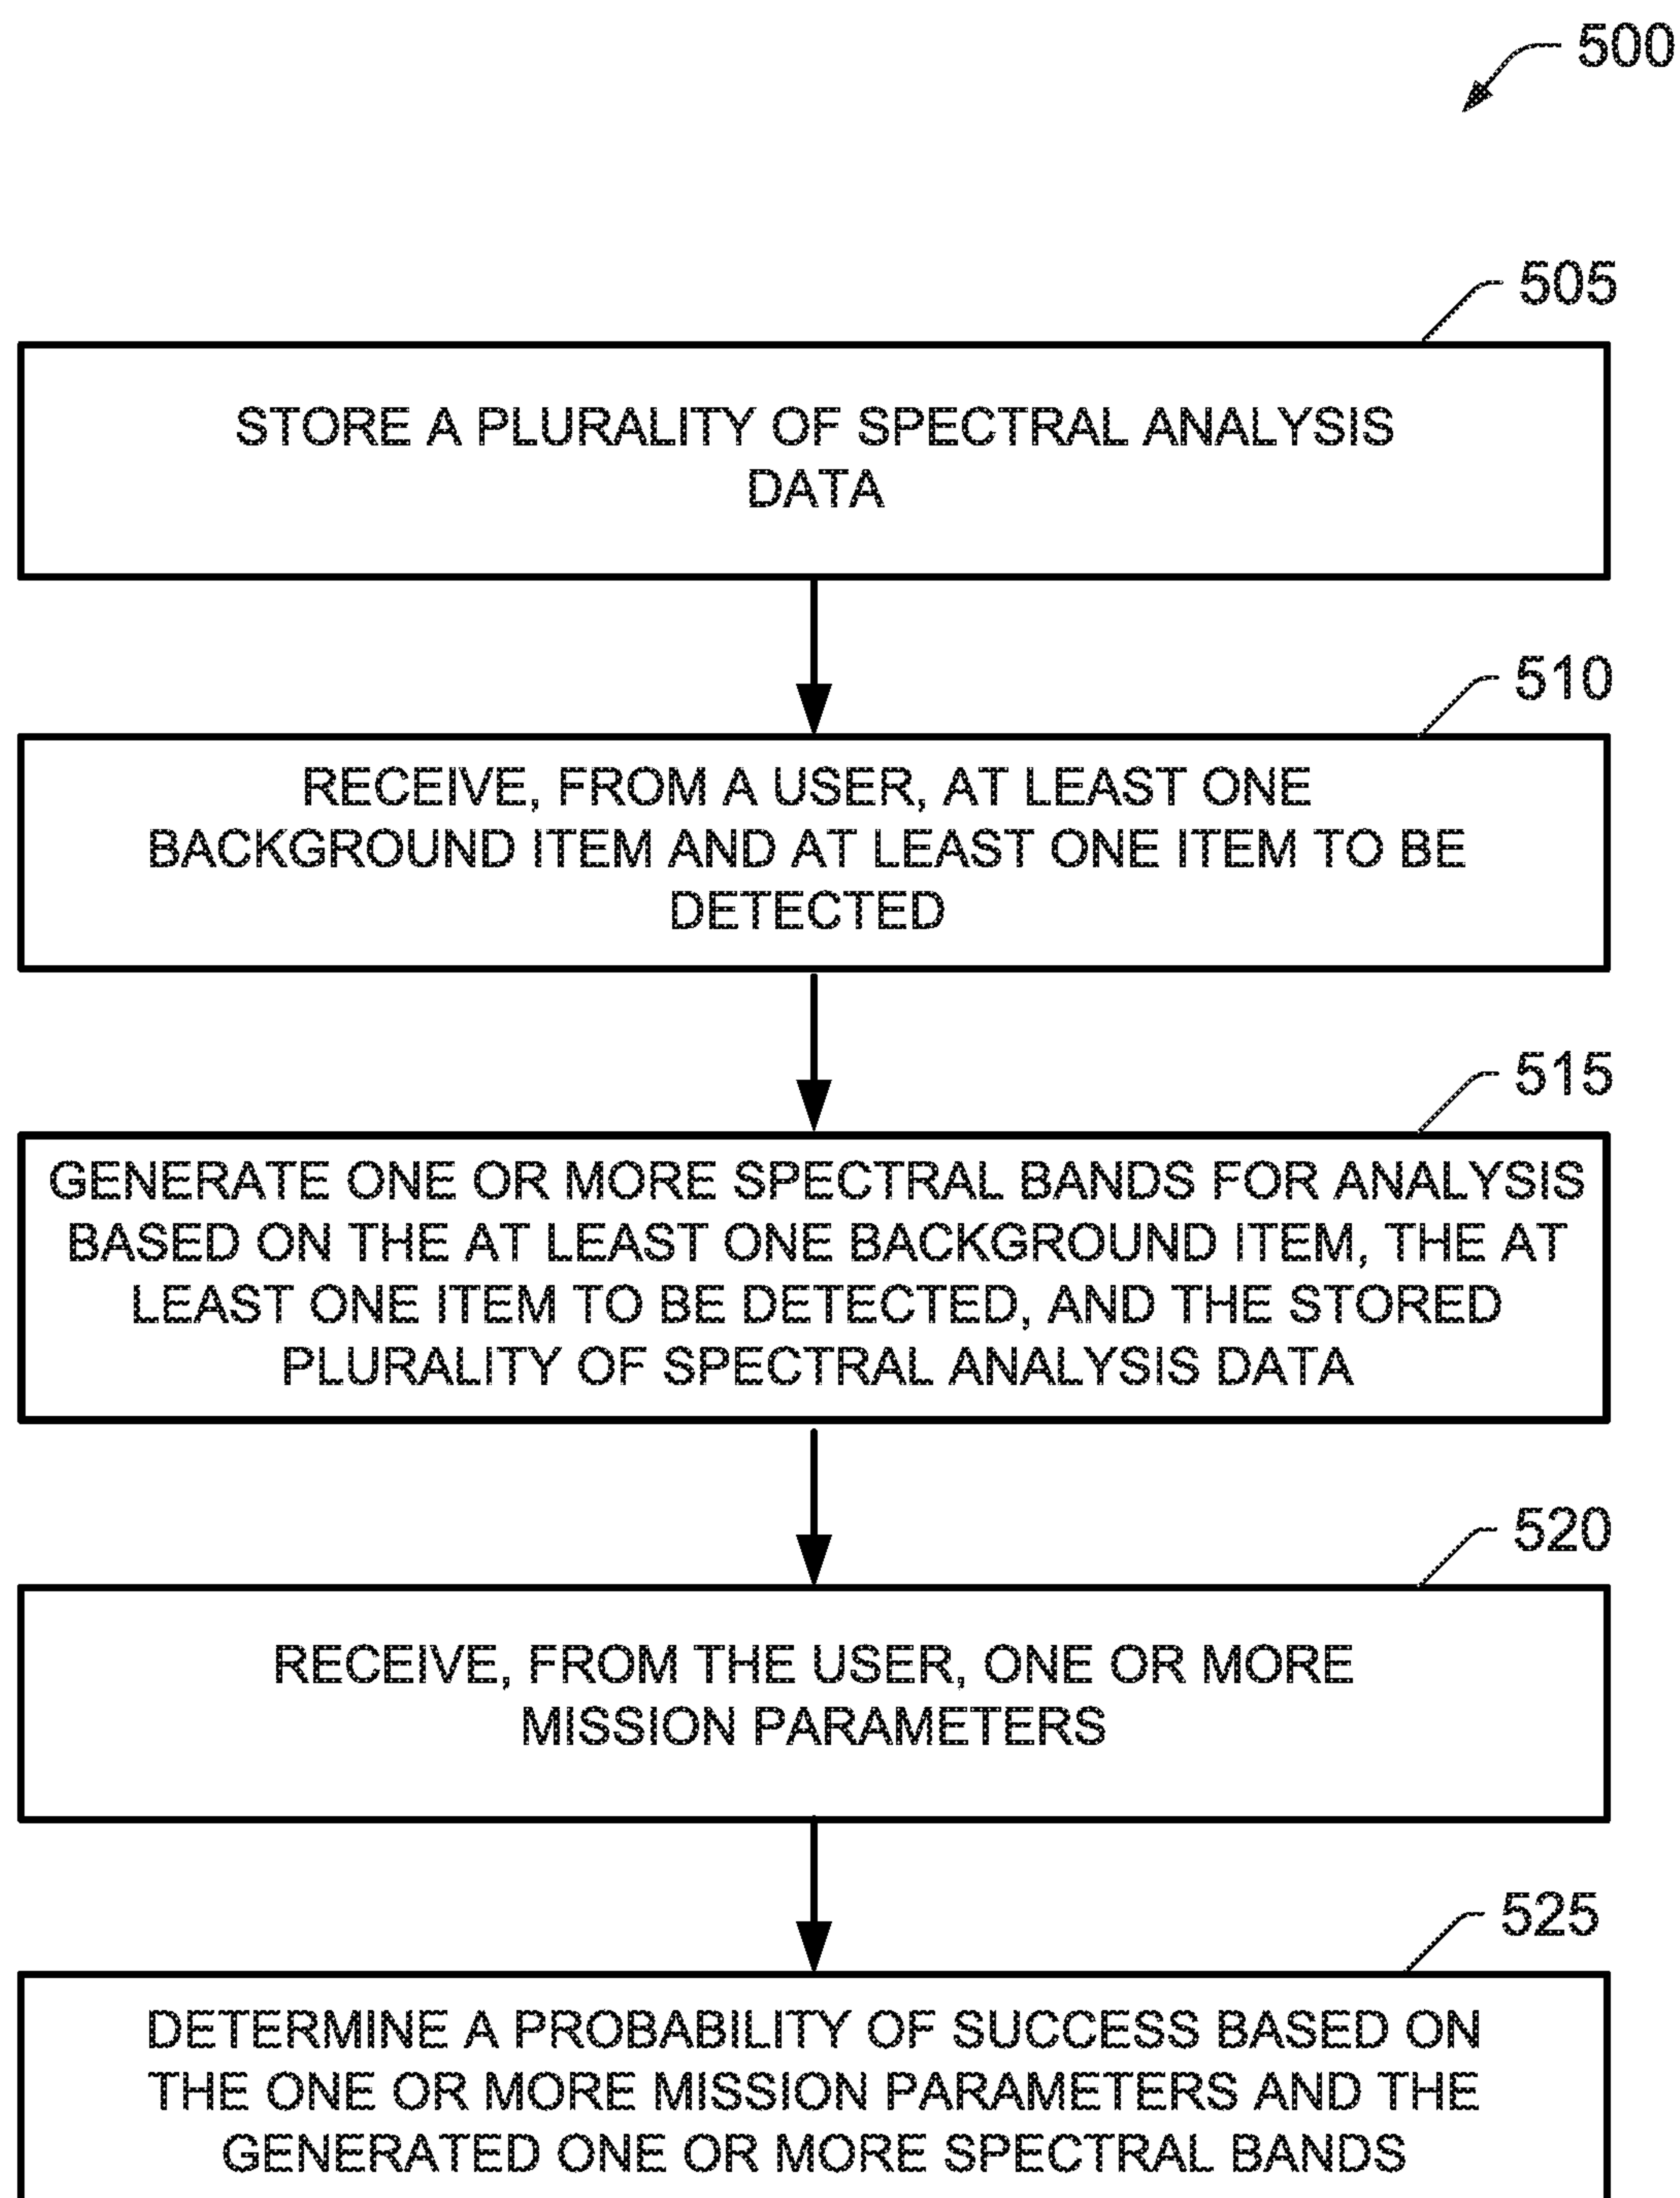 500
505
STORE A PLURALITY OF SPECTRAL ANALYSIS
DATA
510
RECEIVE, FROM A USER, AT LEAST ONE
BACKGROUND ITEM AND AT LEAST ONE ITEM TO BE
DETECTED
515
GENERATE ONE OR MORE SPECTRAL BANDS FOR ANALYSIS
BASED ON THE AT LEAST ONE BACKGROUND ITEM, THE AT
LEAST ONE ITEM TO BE DETECTED, AND THE STORED
PLURALITY OF SPECTRAL ANALYSIS DATA
520
RECEIVE, FROM THE USER, ONE OR MORE
MISSION PARAMETERS
525
DETERMINE A PROBABILITY OF SUCCESS BASED ON
THE ONE OR MORE MISSION PARAMETERS AND THE
GENERATED ONE OR MORE SPECTRAL BANDS